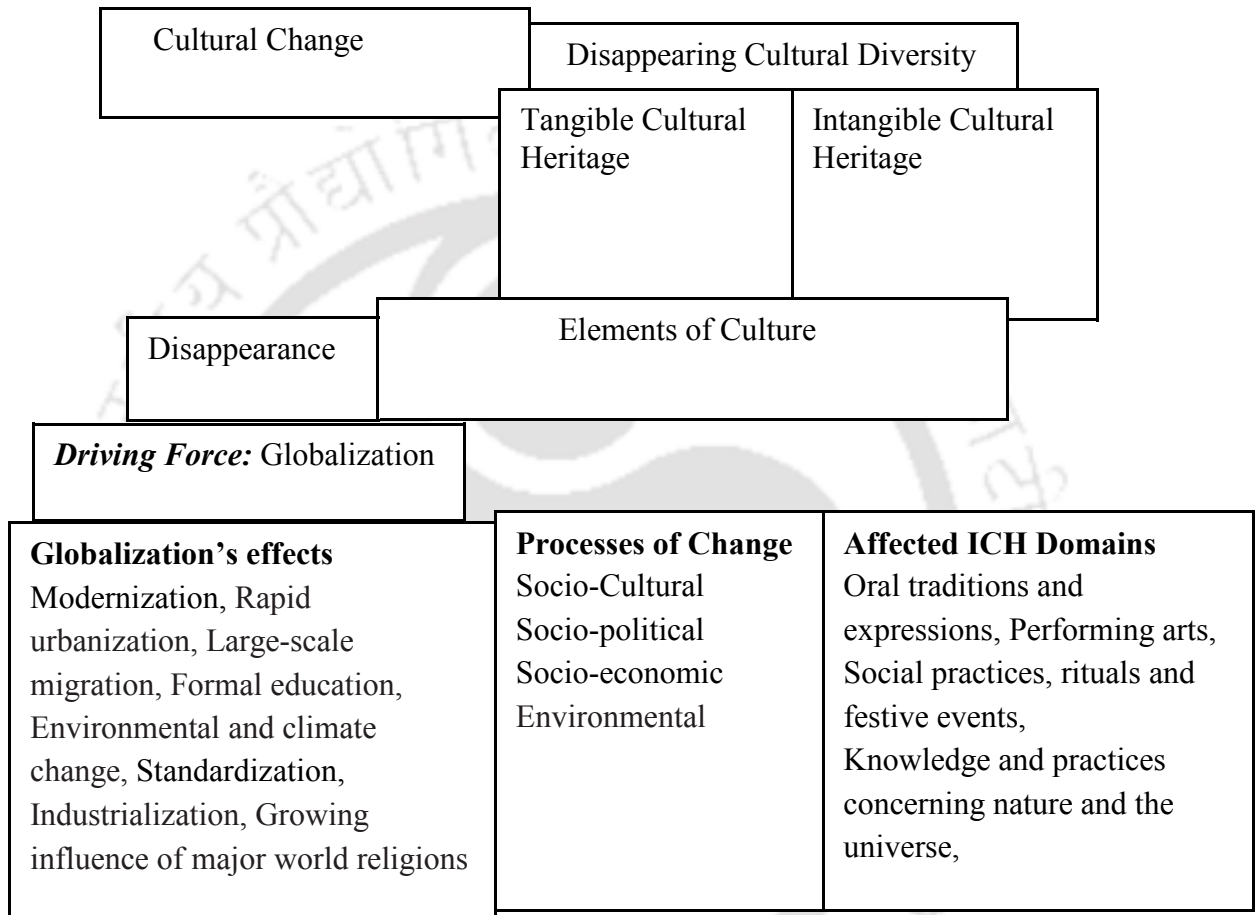 Cultural Change
Disappearing Cultural Diversity
Tangible Cultural
Heritage
Intangible Cultural
Heritage
Elements of Culture
Disappearance
Driving Force: Globalization
Globalization’s effects
Modernization, Rapid
urbanization, Large-scale
migration, Formal education,
Environmental and climate
change, Standardization,
Industrialization, Growing
influence of major world religions
Processes of Change
Socio-Cultural
Socio-political
Socio-economic
Environmental
Affected ICH Domains
Oral traditions and
expressions, Performing arts,
Social practices, rituals and
festive events,
Knowledge and practices
concerning nature and the
universe,